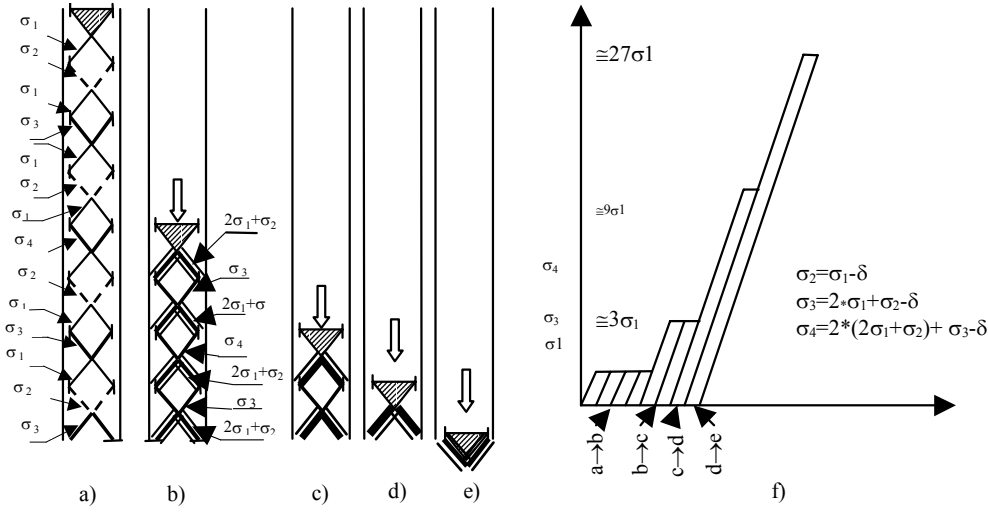 σ1
σ2
σ1
σ3
σ1
σ2
σ1
σ4
σ2
σ1
σ3
σ1
σ2
σ3
a)
2σ1+σ2
σ3
2σ1+σ
σ4
2σ1+σ2
σ3
2σ1+σ2
b)
c)
d)
e)
≅27σ1
≅9σ1
σ4
σ3
≅3σ1
σ1
σ2=σ1-δ
σ3=2*σ1+σ2-δ
σ4=2*(2σ1+σ2)+ σ3-δ
a→b
b→c
c→d
d→e
f)